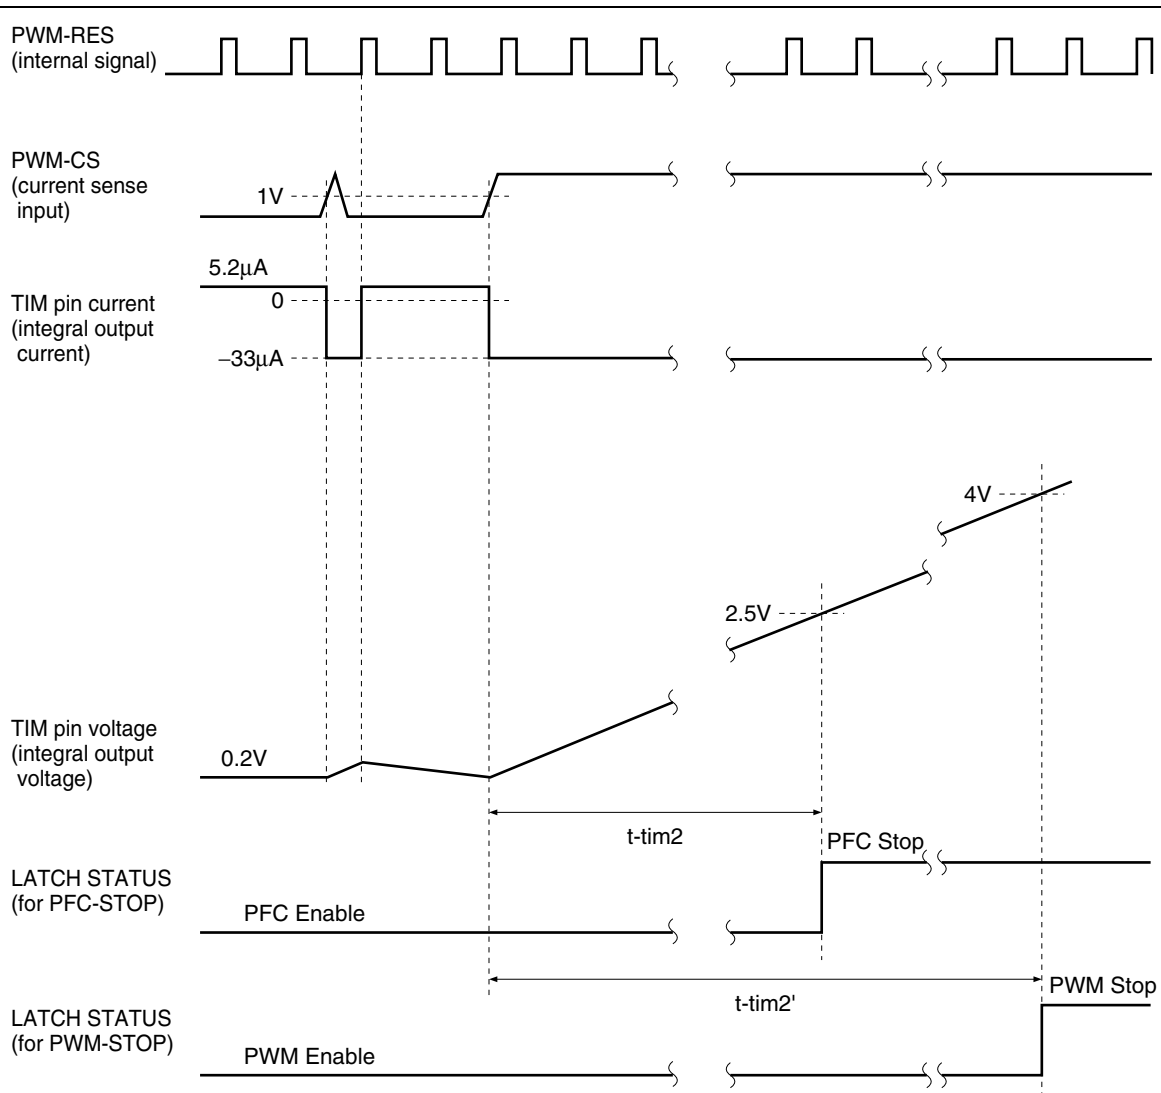 PWM-RES
(internal signal)
PWM-CS
(current sense
input)
1V
5.2μA
TIM pin current
(integral output
current)
0
−33μA
4V
2.5V
TIM pin voltage
(integral output
voltage)
0.2V
t-tim2
PFC Stop
LATCH STATUS
(for PFC-STOP)
PFC Enable
t-tim2'
PWM Stop
LATCH STATUS
(for PWM-STOP)
PWM Enable